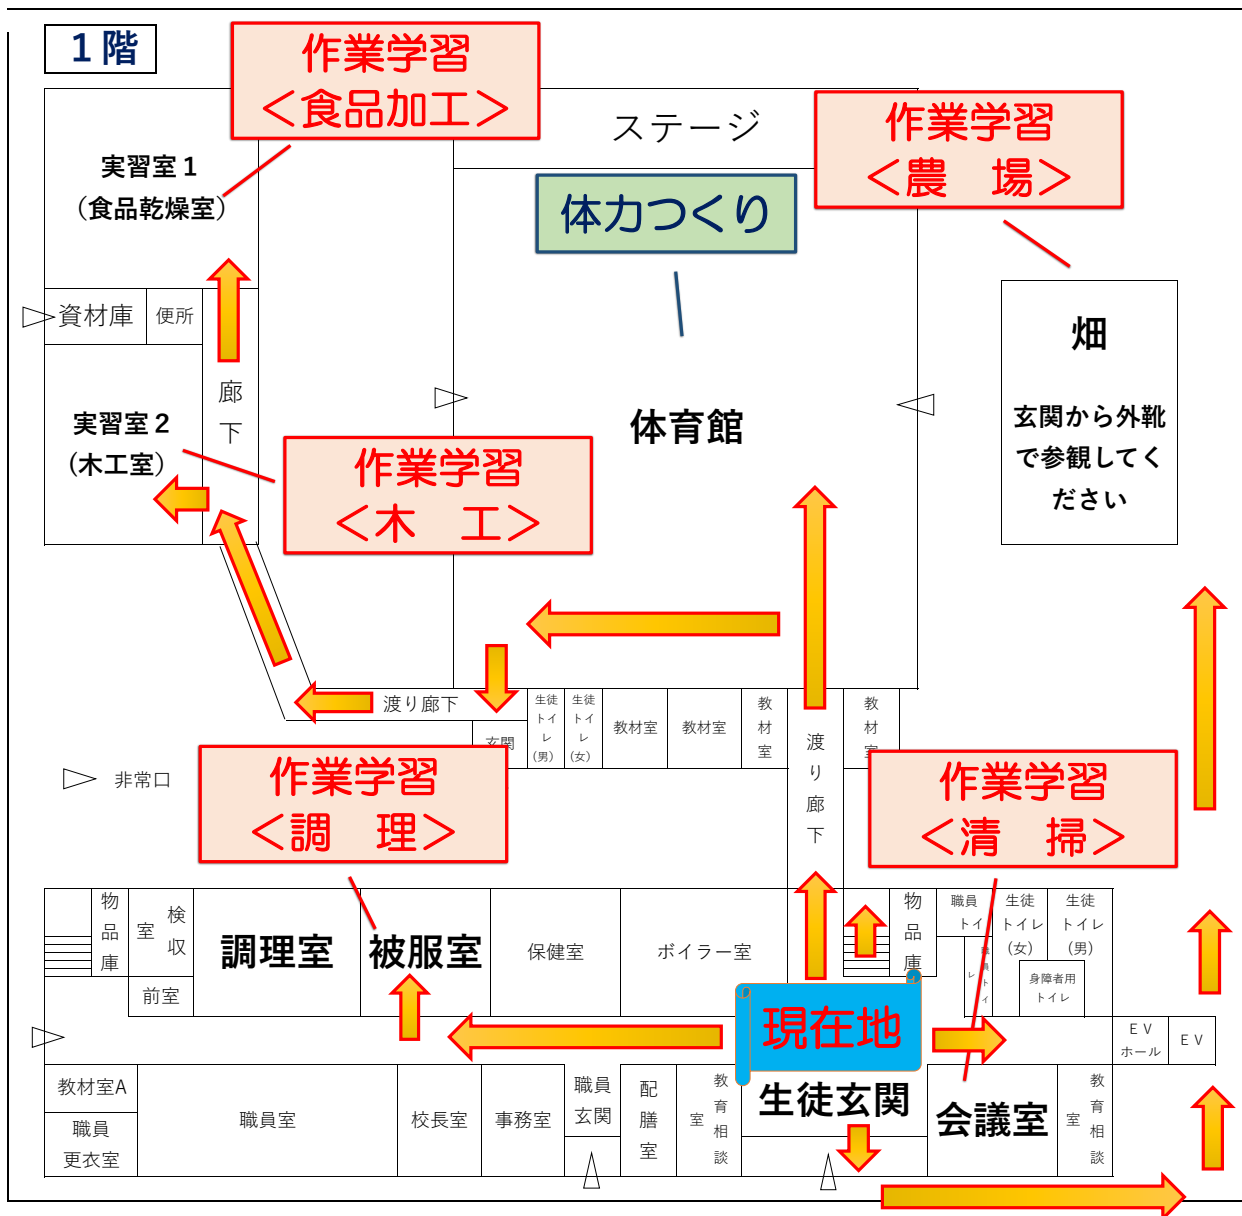 １階
作業学習
＜食品加工＞
ステージ
作業学習
＜農　場＞
実習室１
（食品乾燥室）
体力つくり
資材庫
便所
畑
玄関から外靴
で参観してく
ださい
廊下
実習室２
（木工室）
体育館
作業学習
＜木　工＞
渡り廊下
玄関
生徒トイレ(男)
生徒トイレ(女)
教材室
教材室
教材室
渡り廊下
教材室
非常口
作業学習
＜調　理＞
作業学習
＜清　掃＞
物品庫
検収室
前室
調理室
被服室
保健室
ボイラー室
物品庫
職員トイレ
職員トイ
生徒トイレ(女)
生徒トイレ(男)
身障者用
トイレ
現在地
ＥＶ
ホール
ＥＶ
教材室A
職員
更衣室
職員室
校長室
事務室
職員
玄関
配膳室
教育相談室
生徒玄関
会議室
教育相談室